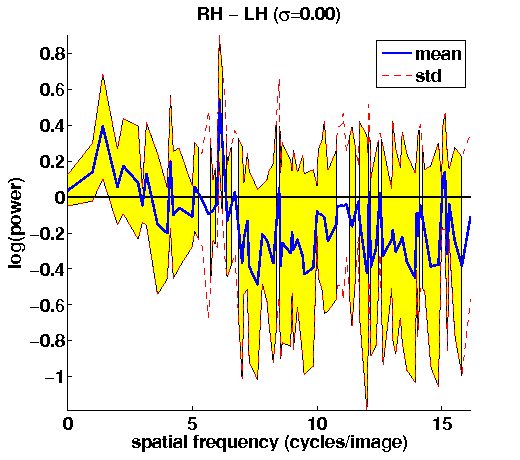 RH − LH (σ=0.00)
mean
std
0.8
0.6
0.4
0.2
0
−0.2
−0.4
−0.6
−0.8
−1
log(power)
0 5 10 15
spatial frequency (cycles/image)